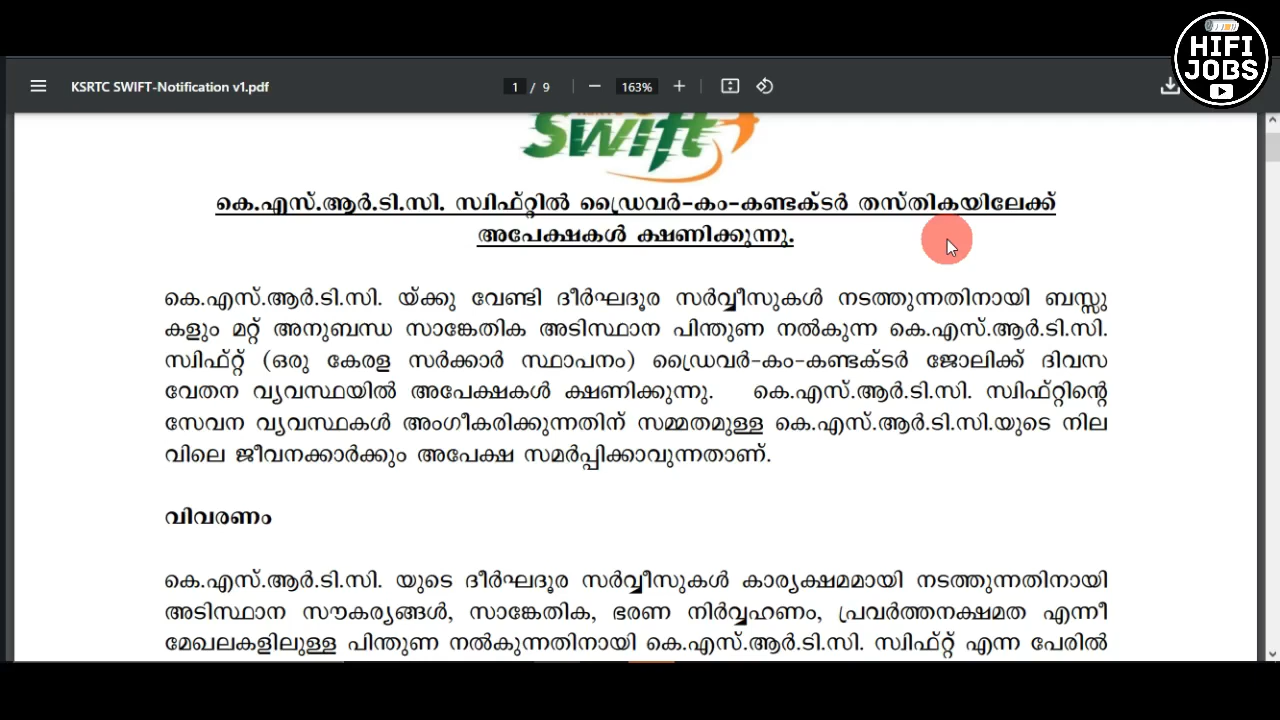 HIFI
JOBS
KSRTC SWIFT-Notification v1.pdf
1 / 9
163%
Swift
കെ.എസ്.ആർ.ടി.സി. സ്വിഫ്റ്റിൽ ഡ്രൈവർ-കം-കണ്ടക്ടർ തസ്തികയിലേക്ക്
അപേക്ഷകൾ ക്ഷണിക്കുന്നു.
കെ.എസ്.ആർ.ടി.സി. യ്ക്കു വേണ്ടി ദീർഘദൂര സർവ്വീസുകൾ നടത്തുന്നതിനായി ബസ്സു
കളും മറ്റ് അനുബന്ധ സാങ്കേതിക അടിസ്ഥാന പിന്തുണ നൽകുന്ന കെ.എസ്.ആർ.ടി.സി.
സ്വിഫ്റ്റ് (ഒരു കേരള സർക്കാർ സ്ഥാപനം) ഡ്രൈവർ-കം-കണ്ടക്ടർ ജോലിക്ക് ദിവസ
വേതന വ്യവസ്ഥയിൽ അപേക്ഷകൾ ക്ഷണിക്കുന്നു. കെ.എസ്.ആർ.ടി.സി. സ്വിഫ്റ്റിന്റെ
സേവന വ്യവസ്ഥകൾ അംഗീകരിക്കുന്നതിന് സമ്മതമുള്ള കെ.എസ്.ആർ.ടി.സി.യുടെ നില
വിലെ ജീവനക്കാർക്കും അപേക്ഷ സമർപ്പിക്കാവുന്നതാണ്.
വിവരണം
കെ.എസ്.ആർ.ടി.സി. യുടെ ദീർഘദൂര സർവ്വീസുകൾ കാര്യക്ഷമമായി നടത്തുന്നതിനായി
അടിസ്ഥാന സൗകര്യങ്ങൾ, സാങ്കേതിക, ഭരണ നിർവ്വഹണം, പ്രവർത്തനക്ഷമത എന്നീ
മേഖലകളിലുള്ള പിന്തുണ നൽകുന്നതിനായി കെ.എസ്.ആർ.ടി.സി. സ്വിഫ്റ്റ് എന്ന പേരിൽ